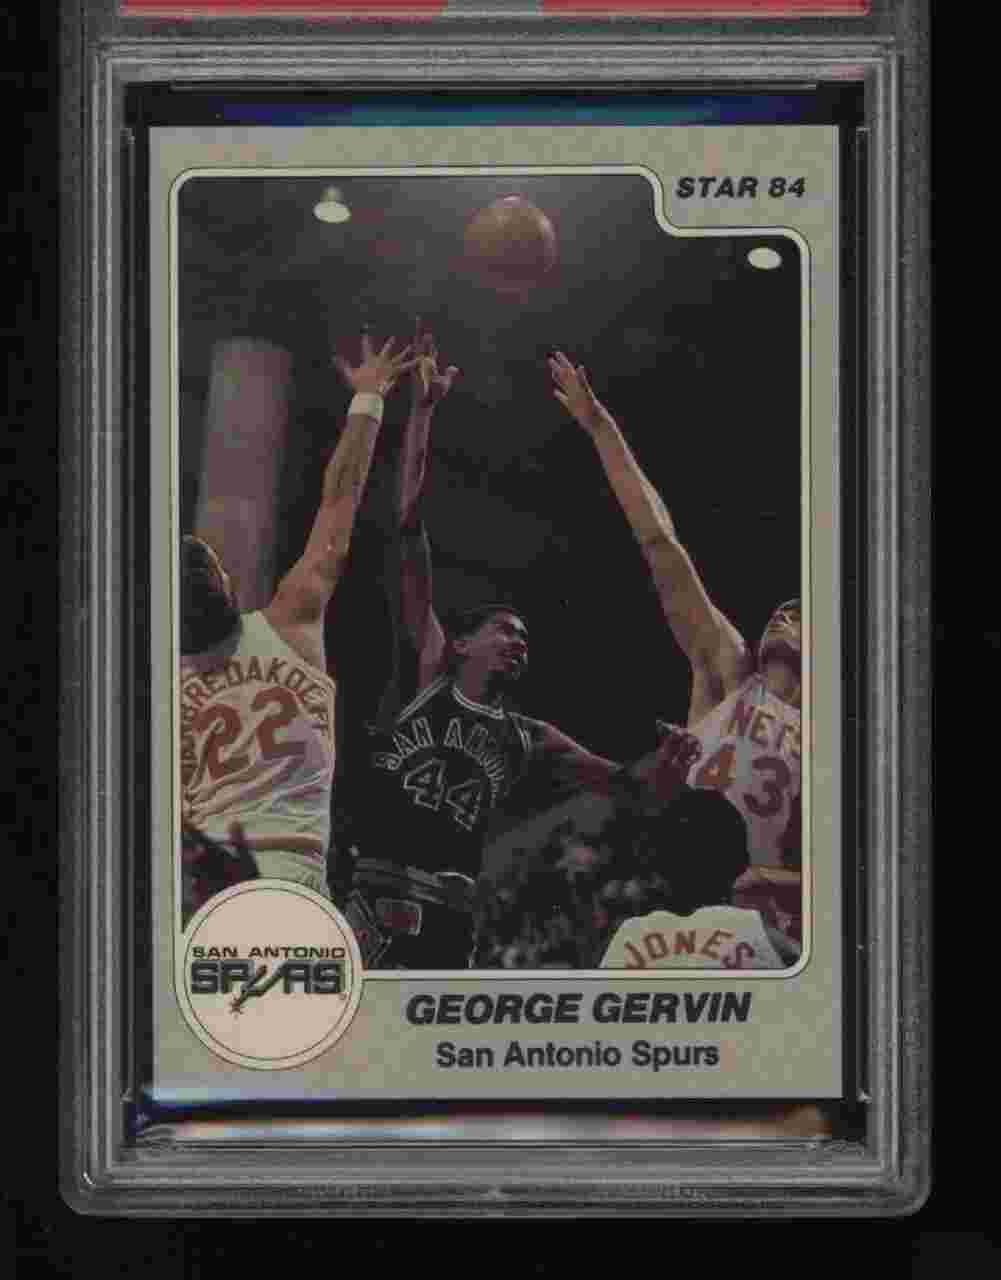 STAR 84
22
SAN ANTONIO
44
NETS
43
JONES
SAN ANTONIO
SPURS
GEORGE GERVIN
San Antonio Spurs